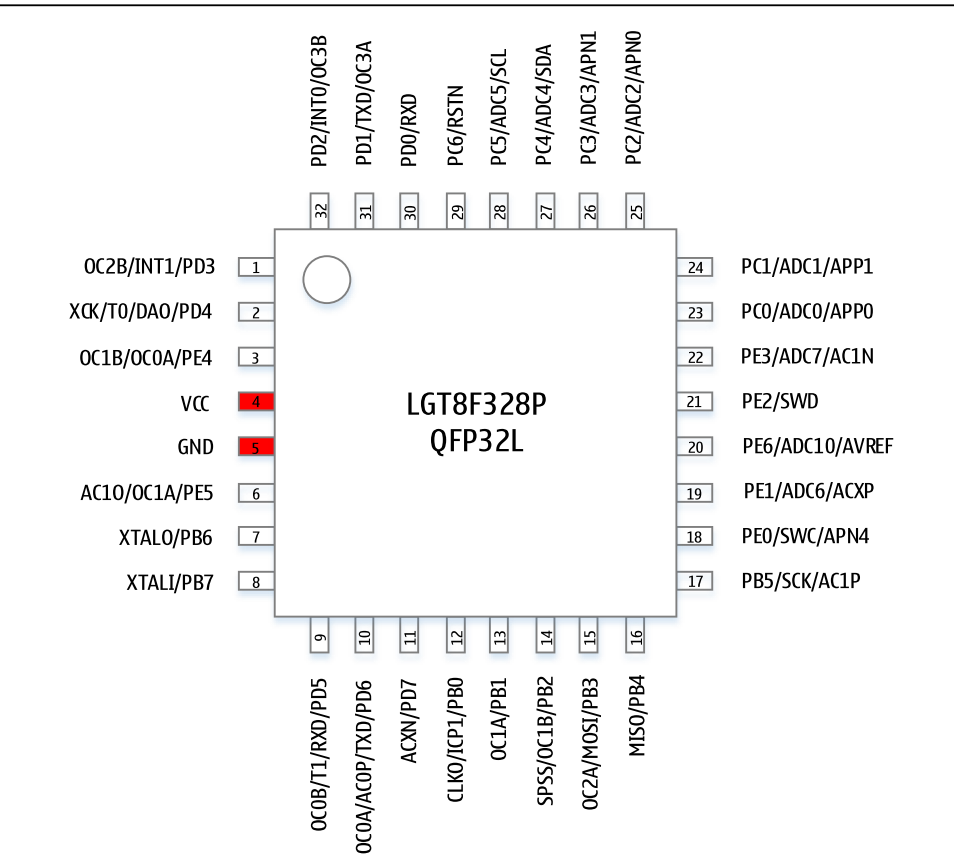 PD2/INT0/OC3B
PD1/TXD/OC3A
PD0/RXD
PC6/RSTN
PC5/ADC5/SCL
PC4/ADC4/SDA
PC3/ADC3/APN1
PC2/ADC2/APN0
32
31
30
29
28
27
26
25
OC2B/INT1/PD3
1
XCK/T0/DAO/PD4
2
OC1B/OC0A/PE4
3
VCC
4
GND
5
AC1O/OC1A/PE5
6
XTALO/PB6
7
XTALI/PB7
8
LGT8F328P
QFP32L
24
PC1/ADC1/APP1
23
PC0/ADC0/APP0
22
PE3/ADC7/AC1N
21
PE2/SWD
20
PE6/ADC10/AVREF
19
PE1/ADC6/ACXP
18
PE0/SWC/APN4
17
PB5/SCK/AC1P
9
10
11
12
13
14
15
16
OC0B/T1/RXD/PD5
OC0A/AC0P/TXD/PD6
ACXN/PD7
CLKO/ICP1/PB0
OC1A/PB1
SPSS/OC1B/PB2
OC2A/MOSI/PB3
MISO/PB4